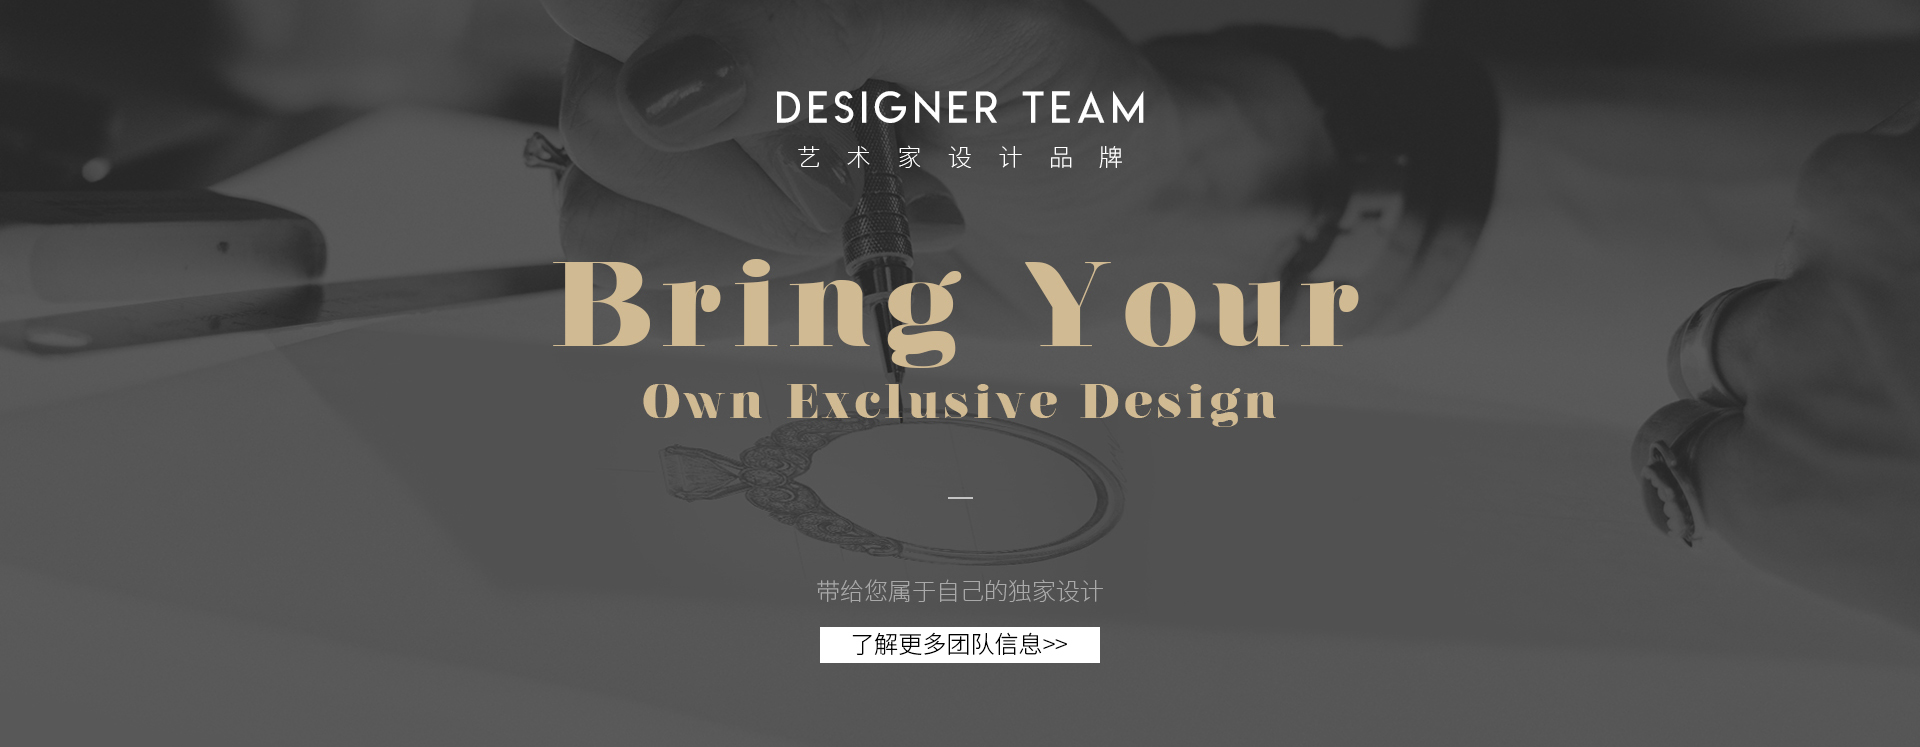 DESIGNER TEAM
艺术家设计品牌
Bring Your
Own Exclusive Design
带给您属于自己的独家设计
了解更多团队信息>>